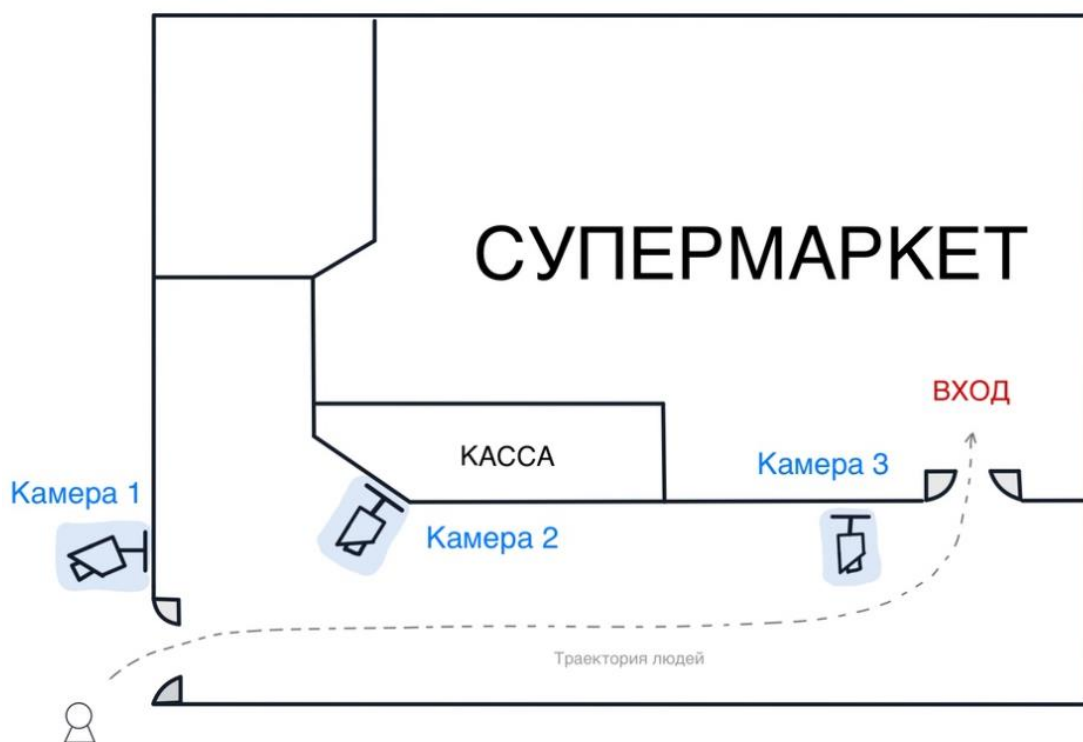 СУПЕРМАРКЕТ
ВХОД
КАССА
Камера 3
Камера 1
Камера 2
Траектория людей